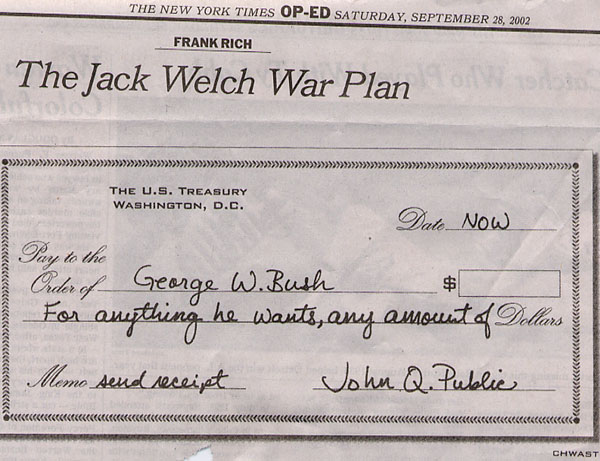 THE NEW YORK TIMES OP-ED SATURDAY, SEPTEMBER 28, 2002
FRANK RICH
The Jack Welch War Plan
THE U.S. TREASURY
WASHINGTON, D.C.
Date NOW
Pay to the
Order of George W. Bush $
For anything he wants, any amount of Dollars
Memo send receipt John Q. Public
CHWAST